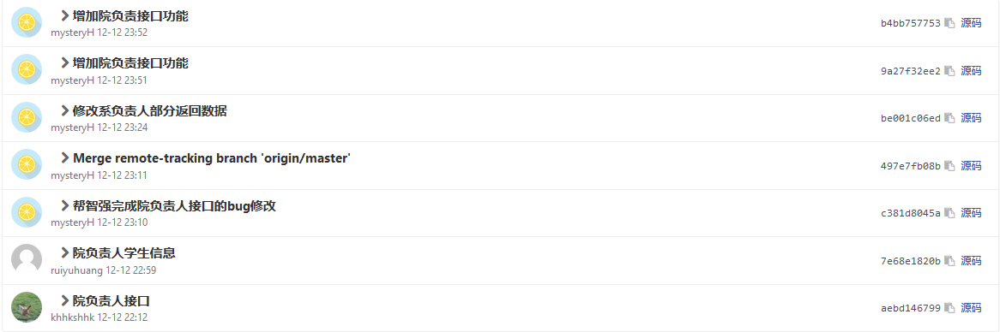 增加院负责接口功能
mysteryH 12-12 23:52
b4bb757753 源码
增加院负责接口功能
mysteryH 12-12 23:51
9a27f32ee2 源码
修改系负责人部分返回数据
mysteryH 12-12 23:24
be001c06ed 源码
Merge remote-tracking branch 'origin/master'
mysteryH 12-12 23:11
497e7fb08b 源码
帮智强完成院负责人接口的bug修改
mysteryH 12-12 23:10
c381d8045a 源码
院负责人学生信息
ruiyuhuang 12-12 22:59
7e68e1820b 源码
院负责人接口
khhkshhk 12-12 22:12
aebd146799 源码